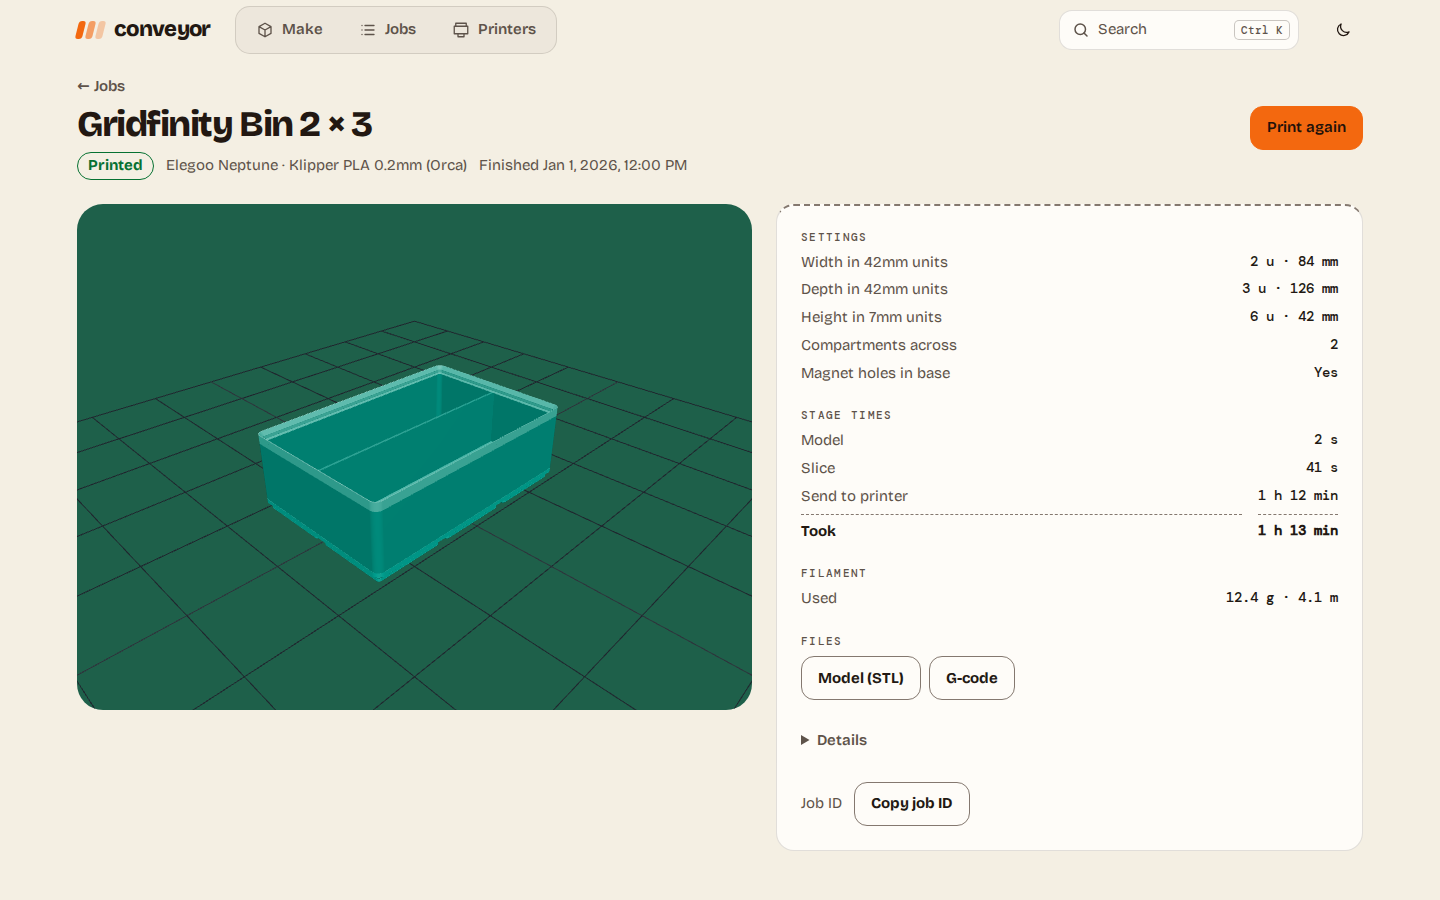 conveyor
Make
Jobs
Printers
Search
Ctrl K
← Jobs
Gridfinity Bin 2 × 3
Print again
Printed
Elegoo Neptune · Klipper PLA 0.2mm (Orca)
Finished Jan 1, 2026, 12:00 PM
SETTINGS
Width in 42mm units 2 u · 84 mm
Depth in 42mm units 3 u · 126 mm
Height in 7mm units 6 u · 42 mm
Compartments across 2
Magnet holes in base Yes
STAGE TIMES
Model 2 s
Slice 41 s
Send to printer 1 h 12 min
Took 1 h 13 min
FILAMENT
Used 12.4 g · 4.1 m
FILES
Model (STL)
G-code
Details
Job ID
Copy job ID